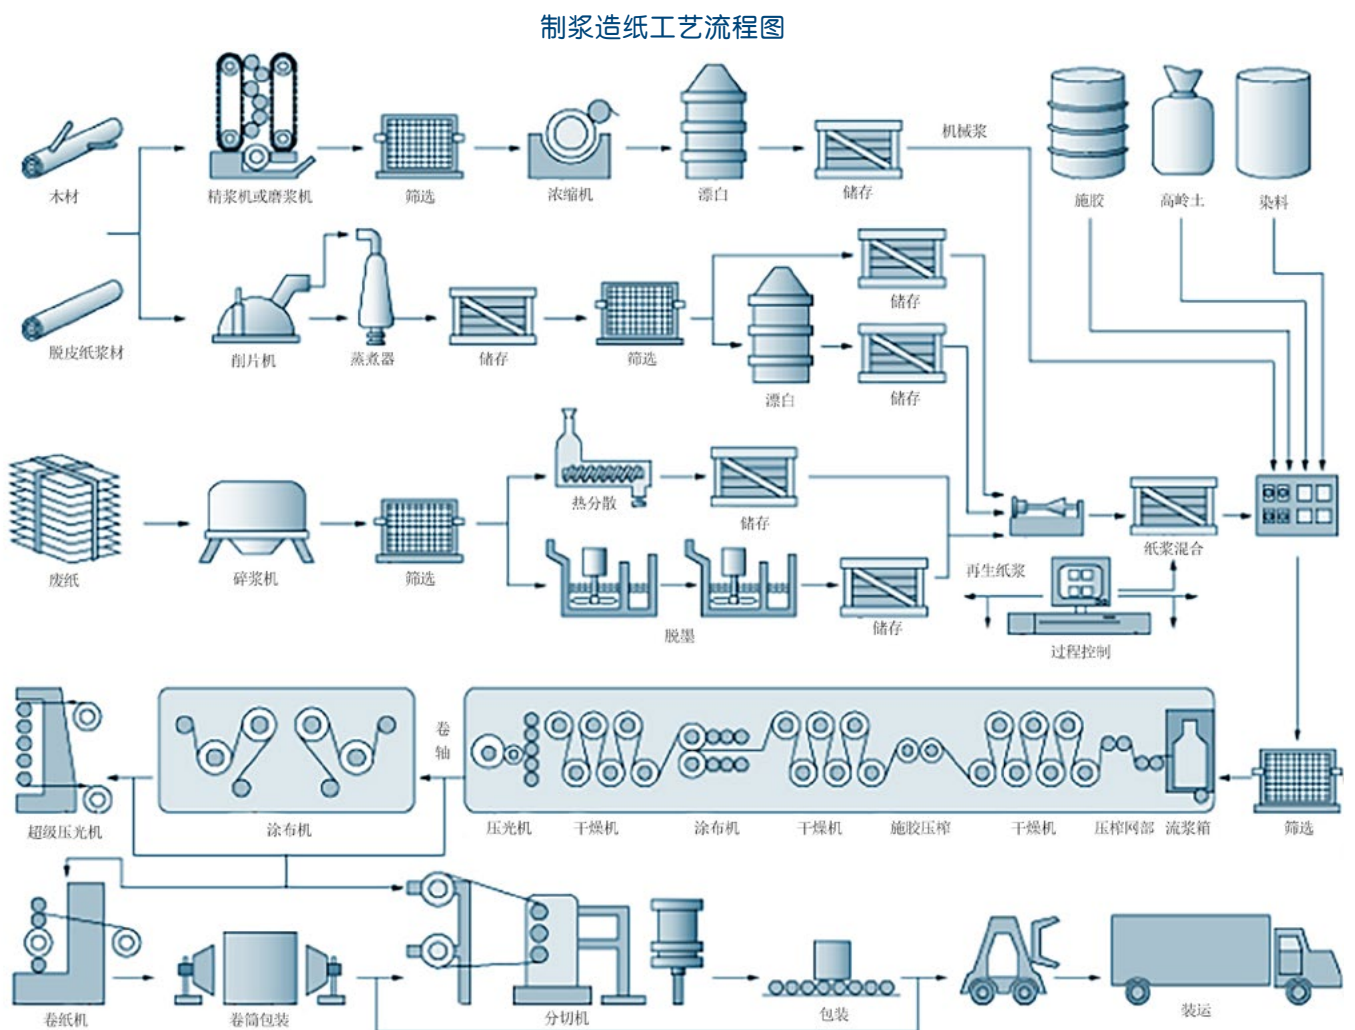 制浆造纸工艺流程图
机械浆
木材
精浆机或磨浆机
筛选
浓缩机
漂白
储存
施胶
高岭土
染料
储存
脱皮纸浆材
削片机
蒸煮器
储存
筛选
漂白
储存
热分散
储存
纸浆混合
废纸
碎浆机
筛选
再生纸浆
脱墨
储存
过程控制
卷
轴
超级压光机
涂布机
压光机
干燥机
涂布机
干燥机
施胶压榨
干燥机
压榨网部
流浆箱
筛选
卷纸机
卷筒包装
分切机
包装
装运